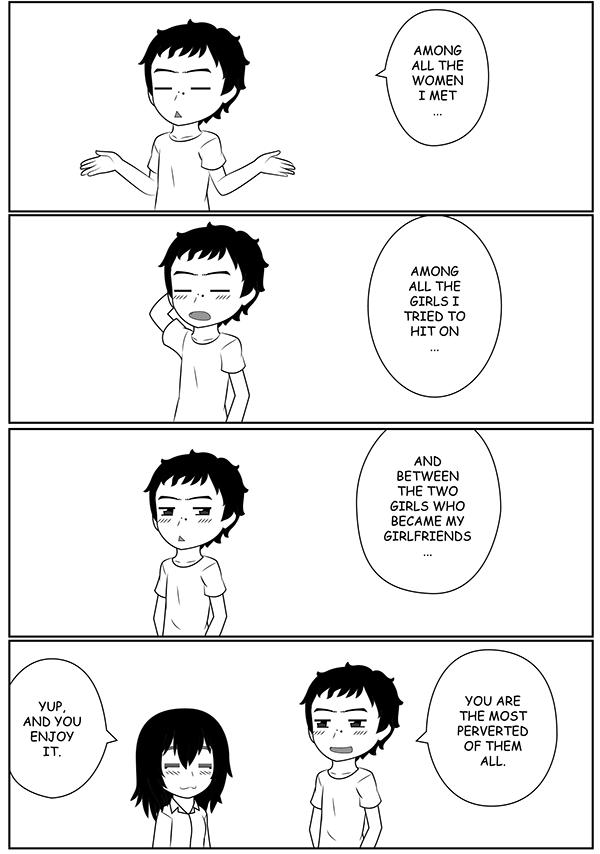 AMONG
ALL THE
WOMEN
I MET
...
AMONG
ALL THE
GIRLS I
TRIED TO
HIT ON
...
AND
BETWEEN
THE TWO
GIRLS WHO
BECAME MY
GIRLFRIENDS
...
YOU ARE
THE MOST
PERVERTED
OF THEM
ALL.
YUP,
AND YOU
ENJOY
IT.